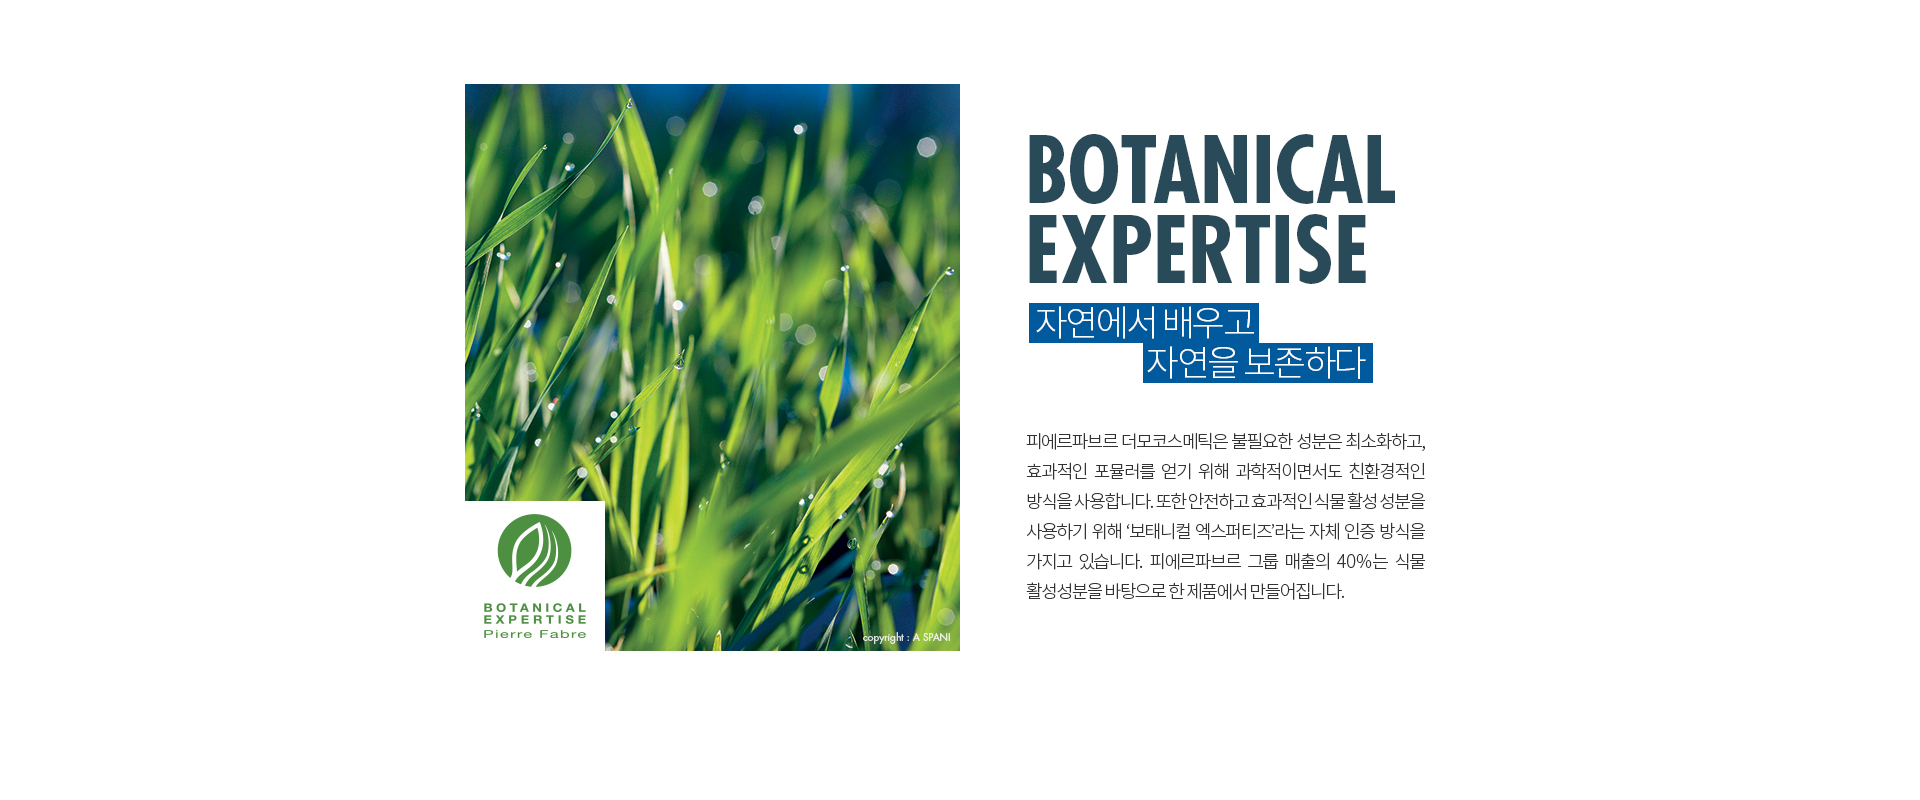 BOTANICAL
EXPERTISE
자연에서 배우고
자연을 보존하다
피에르파브르 더모코스메틱은 불필요한 성분은 최소화하고,
효과적인 포뮬러를 얻기 위해 과학적이면서도 친환경적인
방식을 사용합니다. 또한 안전하고 효과적인 식물 활성 성분을
사용하기 위해 ‘보태니컬 엑스퍼티즈’라는 자체 인증 방식을
가지고 있습니다. 피에르파브르 그룹 매출의 40%는 식물
활성성분을 바탕으로 한 제품에서 만들어집니다.
BOTANICAL
EXPERTISE
Pierre Fabre
copyright : A SPANI